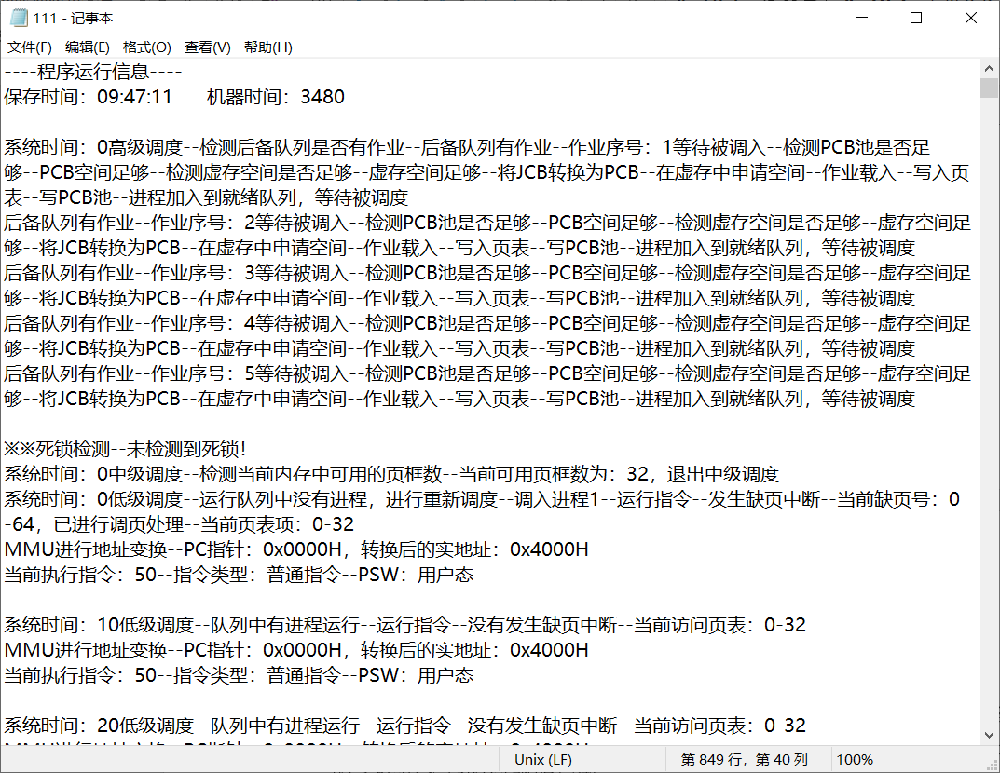 111 - 记事本
文件(F) 编辑(E) 格式(O) 查看(V) 帮助(H)
----程序运行信息----
保存时间：09:47:11 机器时间：3480
系统时间：0高级调度--检测后备队列是否有作业--后备队列有作业--作业序号：1等待被调入--检测PCB池是否足
够--PCB空间足够--检测虚存空间是否足够--虚存空间足够--将JCB转换为PCB--在虚存中申请空间--作业载入--写入页
表--写PCB池--进程加入到就绪队列，等待被调度
后备队列有作业--作业序号：2等待被调入--检测PCB池是否足够--PCB空间足够--检测虚存空间是否足够--虚存空间足
够--将JCB转换为PCB--在虚存中申请空间--作业载入--写入页表--写PCB池--进程加入到就绪队列，等待被调度
后备队列有作业--作业序号：3等待被调入--检测PCB池是否足够--PCB空间足够--检测虚存空间是否足够--虚存空间足
够--将JCB转换为PCB--在虚存中申请空间--作业载入--写入页表--写PCB池--进程加入到就绪队列，等待被调度
后备队列有作业--作业序号：4等待被调入--检测PCB池是否足够--PCB空间足够--检测虚存空间是否足够--虚存空间足
够--将JCB转换为PCB--在虚存中申请空间--作业载入--写入页表--写PCB池--进程加入到就绪队列，等待被调度
后备队列有作业--作业序号：5等待被调入--检测PCB池是否足够--PCB空间足够--检测虚存空间是否足够--虚存空间足
够--将JCB转换为PCB--在虚存中申请空间--作业载入--写入页表--写PCB池--进程加入到就绪队列，等待被调度
※※死锁检测--未检测到死锁！
系统时间：0中级调度--检测当前内存中可用的页框数--当前可用页框数为：32，退出中级调度
系统时间：0低级调度--运行队列中没有进程，进行重新调度--调入进程1--运行指令--发生缺页中断--当前缺页号：0
-64，已进行调页处理--当前页表项：0-32
MMU进行地址变换--PC指针：0x0000H，转换后的实地址：0x4000H
当前执行指令：50--指令类型：普通指令--PSW：用户态
系统时间：10低级调度--队列中有进程运行--运行指令--没有发生缺页中断--当前访问页表：0-32
MMU进行地址变换--PC指针：0x0000H，转换后的实地址：0x4000H
当前执行指令：50--指令类型：普通指令--PSW：用户态
系统时间：20低级调度--队列中有进程运行--运行指令--没有发生缺页中断--当前访问页表：0-32
Unix (LF) 第 849 行，第 40 列 100%